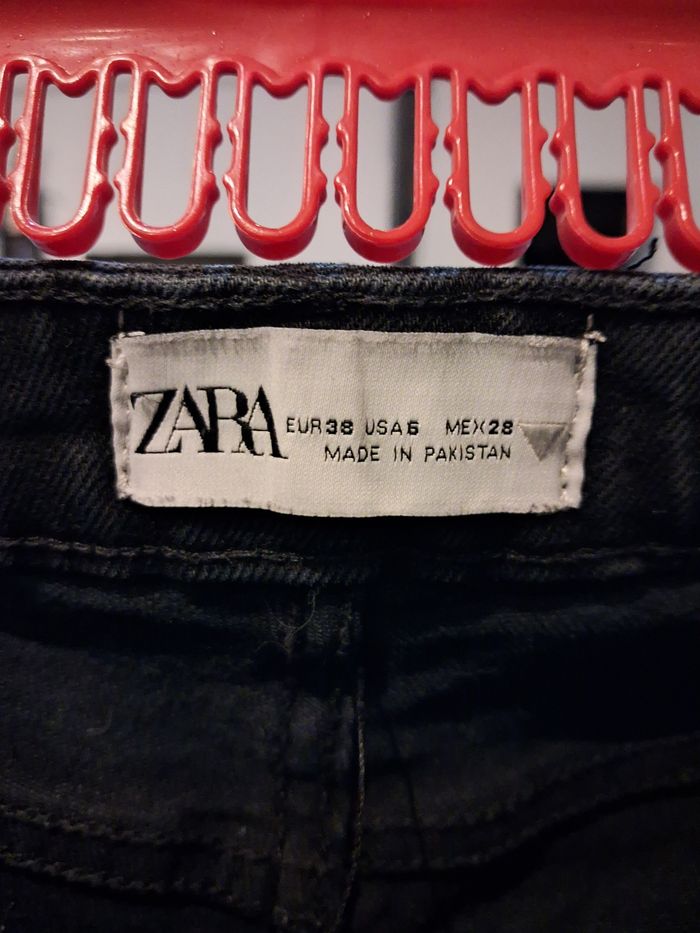 ZARA EUR 38 USA 6 MEX 28
MADE IN PAKISTAN